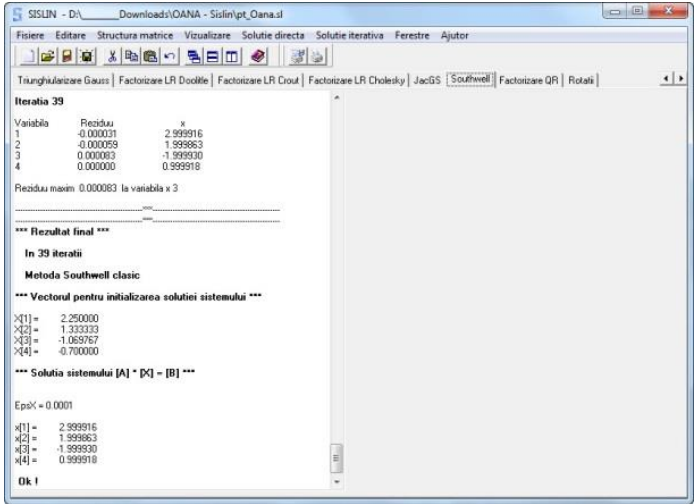 SISLIN - D:\______Downloads\OANA - Sislin\pt_Oana.sl
Fisiere Editare Structura matrice Vizualizare Solutie directa Solutie iterativa Ferestre Ajutor
Triunghiularizare Gauss Factorizare LR Doolitle Factorizare LR Crout Factorizare LR Cholesky JacGS Southwell Factorizare QR Rotatii
Iteratia 39
Variabila Reziduu x
1 -0.000031 2.999916
2 -0.000059 1.999863
3 0.000083 -1.999930
4 0.000000 0.999918
Reziduu maxim 0.000083 la variabila x 3
*** Rezultat final ***
In 39 iteratii
Metoda Southwell clasic
*** Vectorul pentru initializarea solutiei sistemului ***
X[1] = 2.250000
X[2] = 1.333333
X[3] = -1.069767
X[4] = -0.700000
*** Solutia sistemului [A] * [X] = [B] ***
EpsX = 0.0001
x[1] = 2.999916
x[2] = 1.999863
x[3] = -1.999930
x[4] = 0.999918
Ok !